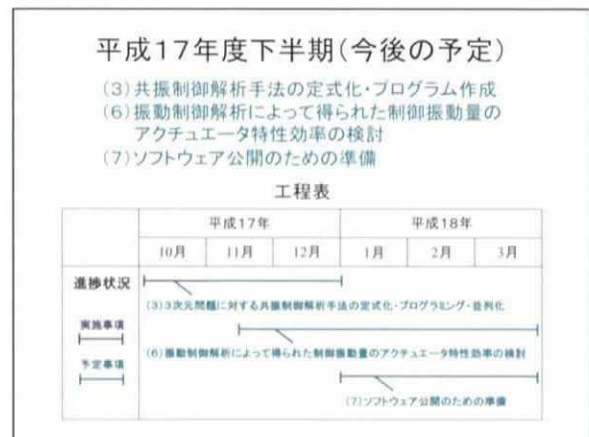 平成17年度下半期(今後の予定)
(3)共振制御解析手法の定式化・プログラム作成
(6)振動制御解析によって得られた制御振動量の
アクチュエータ特性効率の検討
(7)ソフトウェア公開のための準備
工程表
平成17年 平成18年
10月 11月 12月 1月 2月 3月
進捗状況
(3)3次元問題に対する共振制御解析手法の定式化・プログラミング・並列化
実施事項
(6)振動制御解析によって得られた制御振動量のアクチュエータ特性効率の検討
予定事項
(7)ソフトウェア公開のための準備